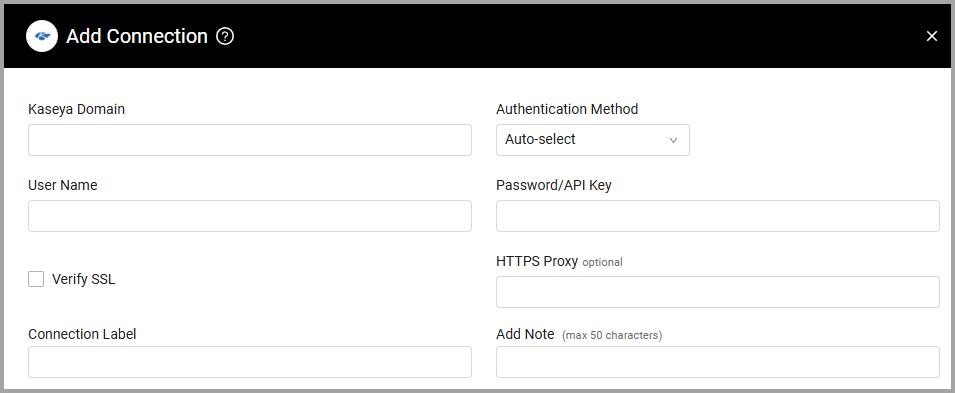 Add Connection ?
Kaseya Domain
Authentication Method
Auto-select
User Name
Password/API Key
Verify SSL
HTTPS Proxy optional
Connection Label
Add Note (max 50 characters)